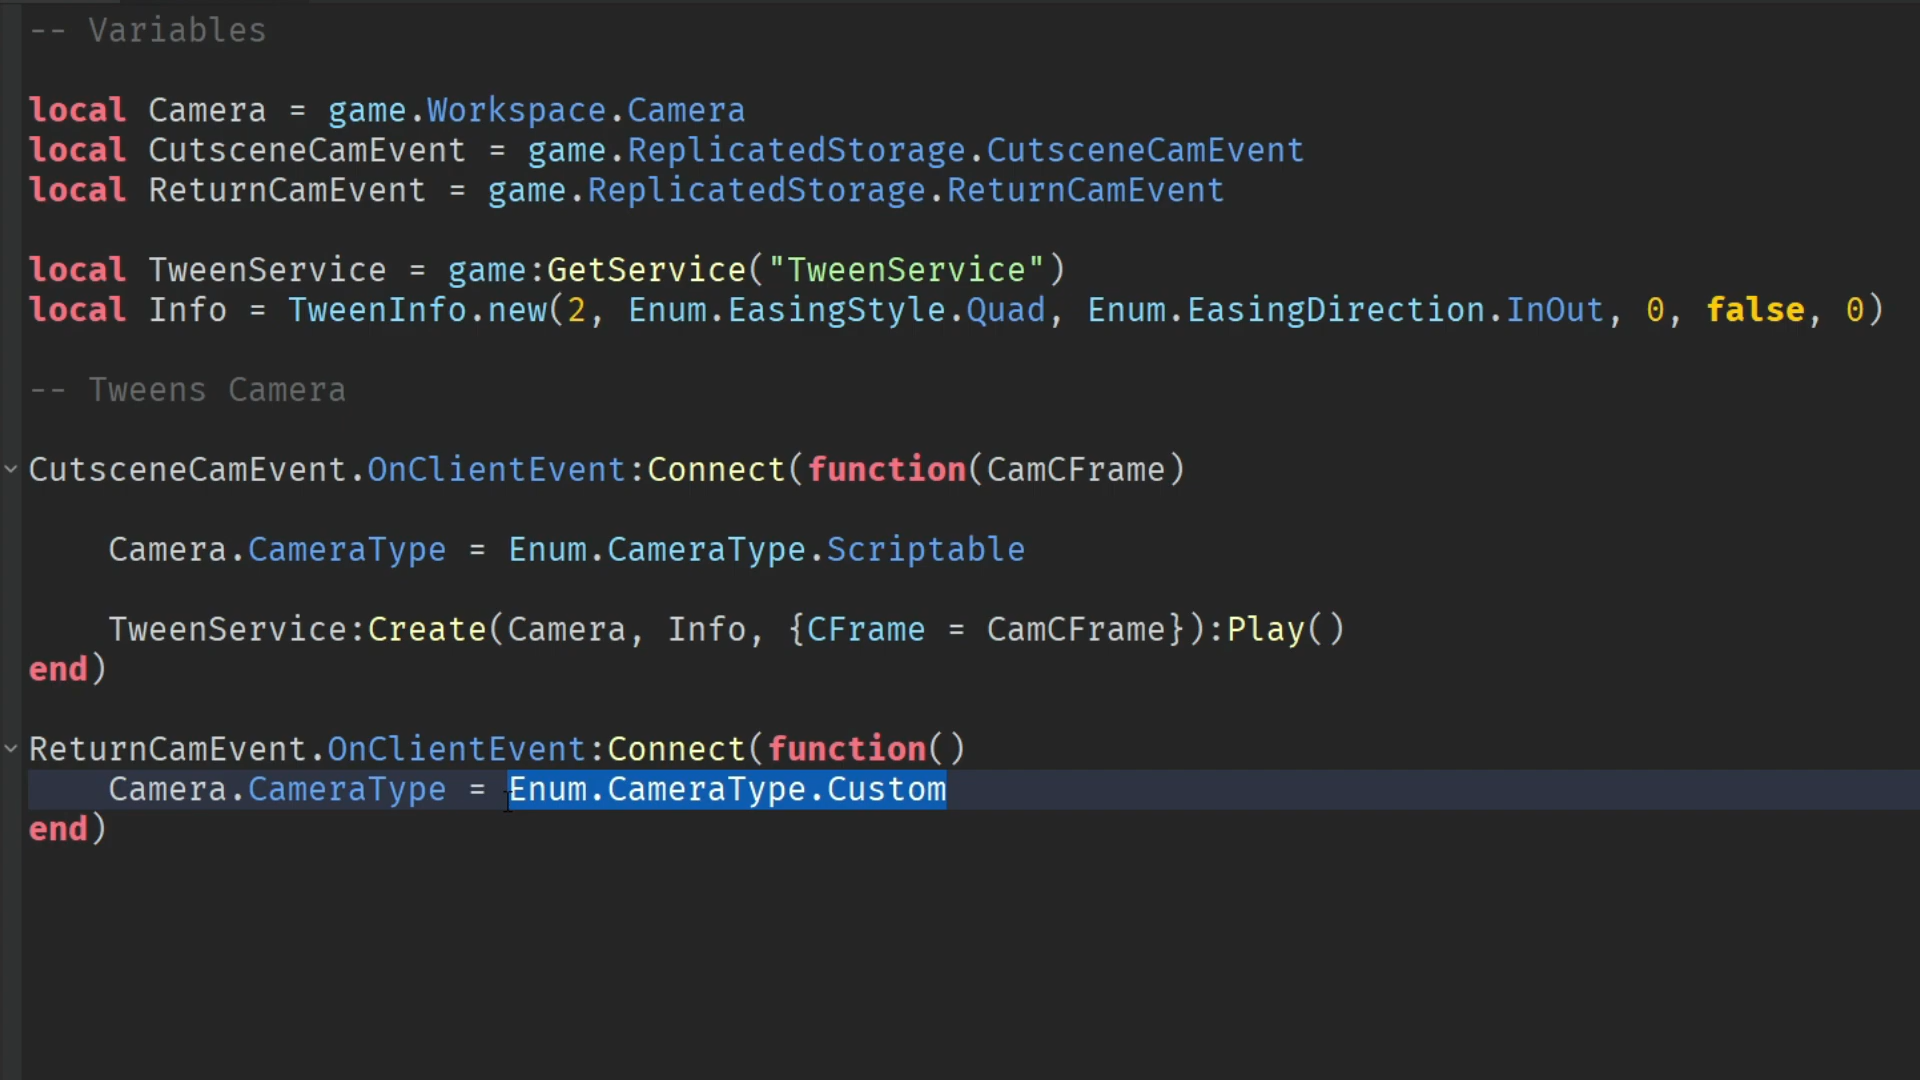 -- Variables
local Camera = game.Workspace.Camera
local CutsceneCamEvent = game.ReplicatedStorage.CutsceneCamEvent
local ReturnCamEvent = game.ReplicatedStorage.ReturnCamEvent
local TweenService = game:GetService("TweenService")
local Info = TweenInfo.new(2, Enum.EasingStyle.Quad, Enum.EasingDirection.InOut, 0, false, 0)
-- Tweens Camera
CutsceneCamEvent.OnClientEvent:Connect(function(CamCFrame)
Camera.CameraType = Enum.CameraType.Scriptable
TweenService:Create(Camera, Info, {CFrame = CamCFrame}):Play()
end)
ReturnCamEvent.OnClientEvent:Connect(function()
Camera.CameraType = Enum.CameraType.Custom
end)